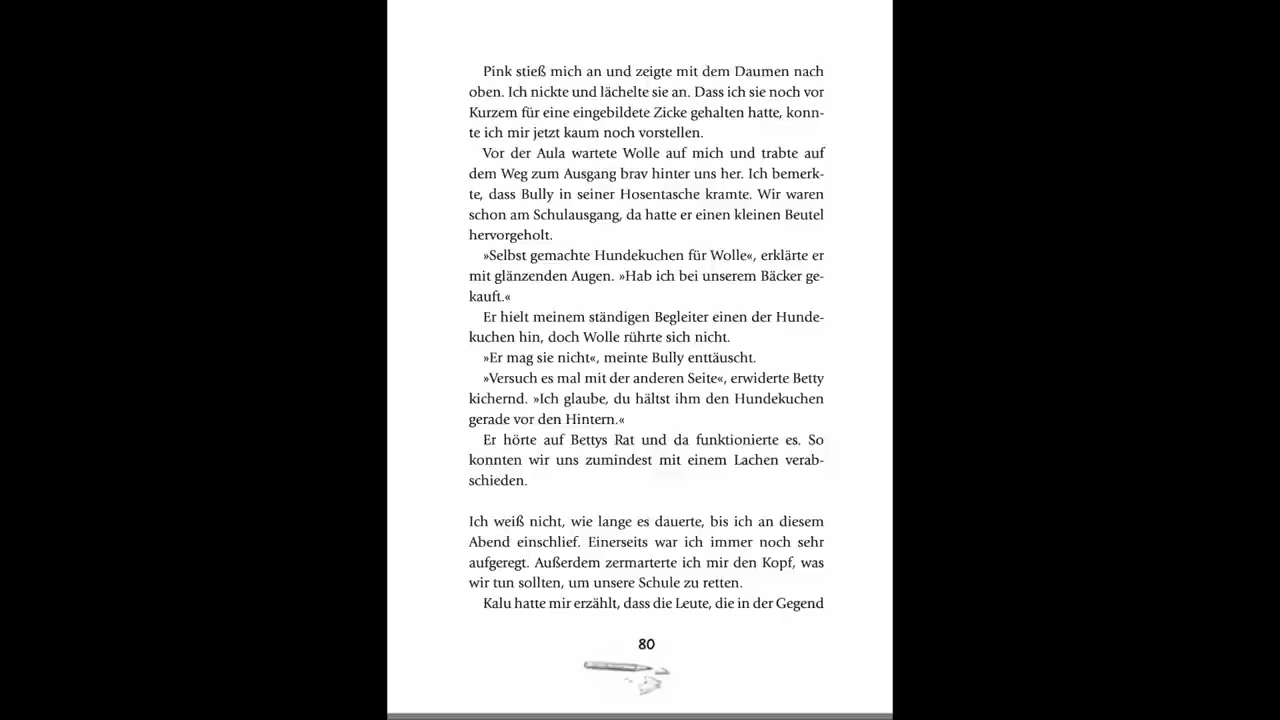 Pink stieß mich an und zeigte mit dem Daumen nach
oben. Ich nickte und lächelte sie an. Dass ich sie noch vor
Kurzem für eine eingebildete Zicke gehalten hatte, konn-
te ich mir jetzt kaum noch vorstellen.
Vor der Aula wartete Wolle auf mich und trabte auf
dem Weg zum Ausgang brav hinter uns her. Ich bemerk-
te, dass Bully in seiner Hosentasche kramte. Wir waren
schon am Schulausgang, da hatte er einen kleinen Beutel
hervorgeholt.
»Selbst gemachte Hundekuchen für Wolle«, erklärte er
mit glänzenden Augen. »Hab ich bei unserem Bäcker ge-
kauft.«
Er hielt meinem ständigen Begleiter einen der Hunde-
kuchen hin, doch Wolle rührte sich nicht.
»Er mag sie nicht«, meinte Bully enttäuscht.
»Versuch es mal mit der anderen Seite«, erwiderte Betty
kichernd. »Ich glaube, du hältst ihm den Hundekuchen
gerade vor den Hintern.«
Er hörte auf Bettys Rat und da funktionierte es. So
konnten wir uns zumindest mit einem Lachen verab-
schieden.
Ich weiß nicht, wie lange es dauerte, bis ich an diesem
Abend einschlief. Einerseits war ich immer noch sehr
aufgeregt. Außerdem zermarterte ich mir den Kopf, was
wir tun sollten, um unsere Schule zu retten.
Kalu hatte mir erzählt, dass die Leute, die in der Gegend
80